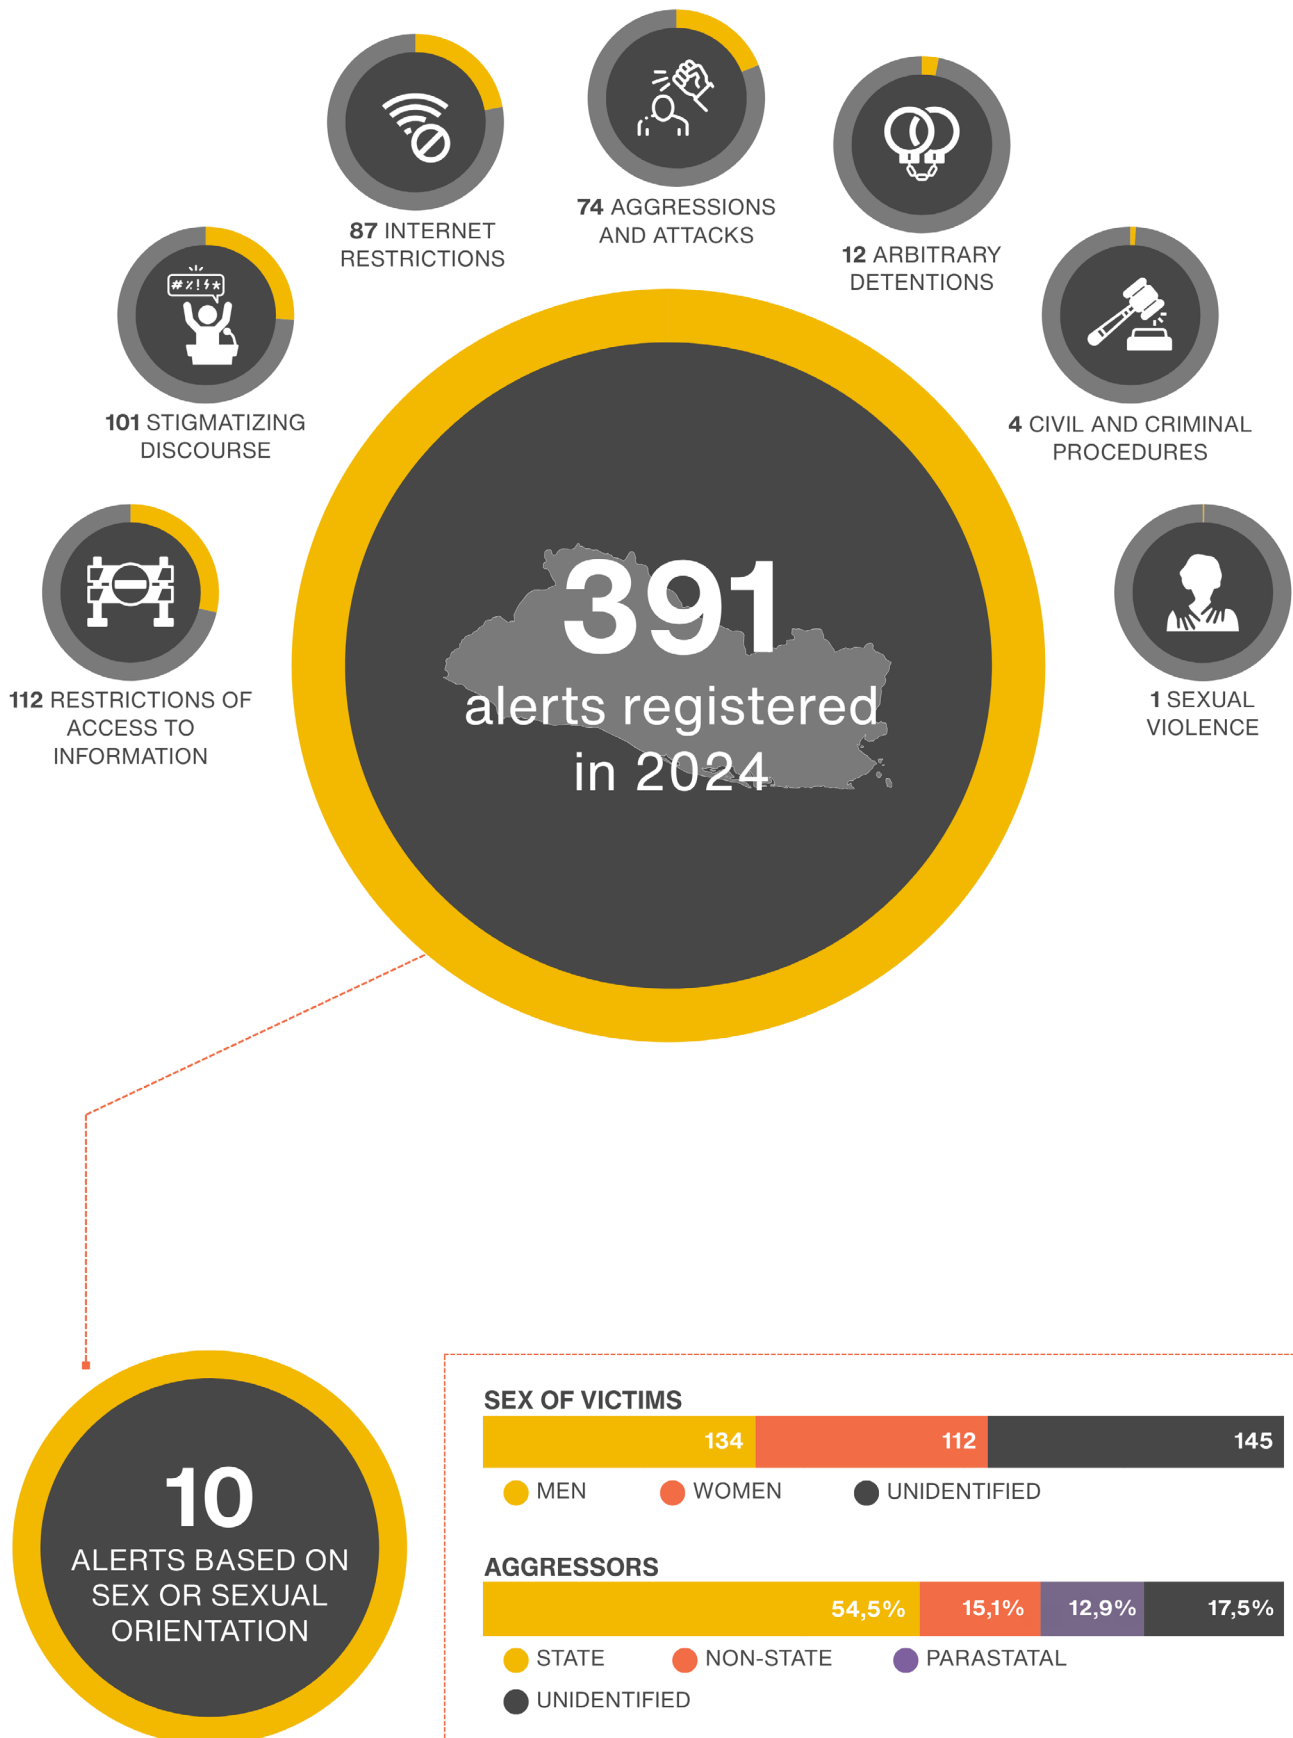 74 AGGRESSIONS
AND ATTACKS
87 INTERNET
RESTRICTIONS
12 ARBITRARY
DETENTIONS
#%!⚡*
101 STIGMATIZING
DISCOURSE
4 CIVIL AND CRIMINAL
PROCEDURES
112 RESTRICTIONS OF
ACCESS TO
INFORMATION
1 SEXUAL
VIOLENCE
391
alerts registered
in 2024
10
ALERTS BASED ON
SEX OR SEXUAL
ORIENTATION
SEX OF VICTIMS
134 112 145
MEN WOMEN UNIDENTIFIED
AGGRESSORS
54,5% 15,1% 12,9% 17,5%
STATE NON-STATE PARASTATAL
UNIDENTIFIED